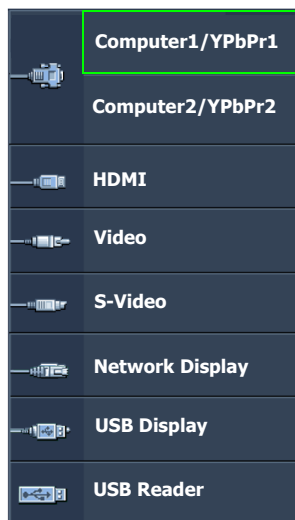 Computer1/YPbPr1
Computer2/YPbPr2
HDMI
Video
S-Video
Network Display
USB Display
USB Reader